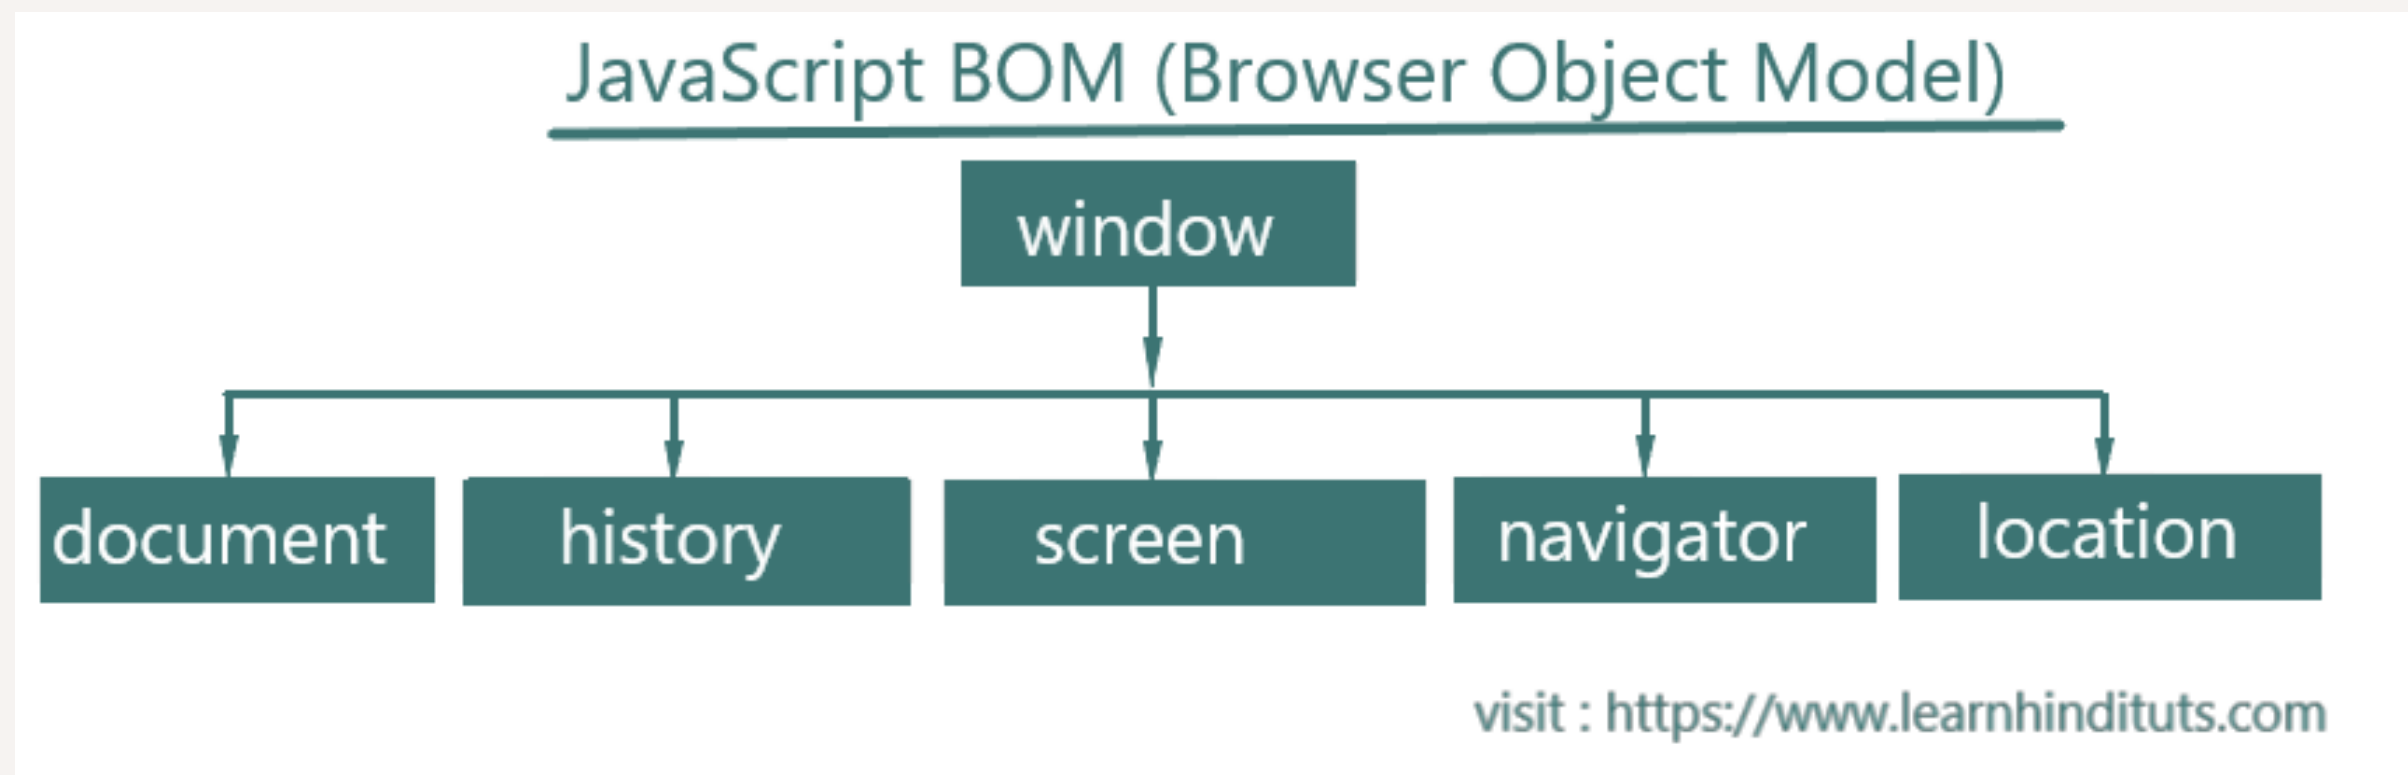 JavaScript BOM (Browser Object Model)
window
document history screen navigator location
visit : https://www.learnhindituts.com